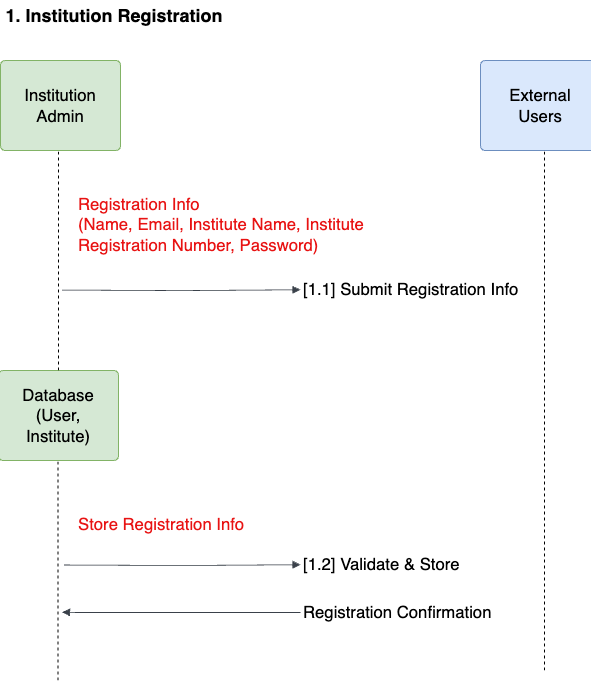 1. Institution Registration
Institution
Admin
External
Users
Registration Info
(Name, Email, Institute Name, Institute
Registration Number, Password)
[1.1] Submit Registration Info
Database
(User,
Institute)
Store Registration Info
[1.2] Validate & Store
Registration Confirmation